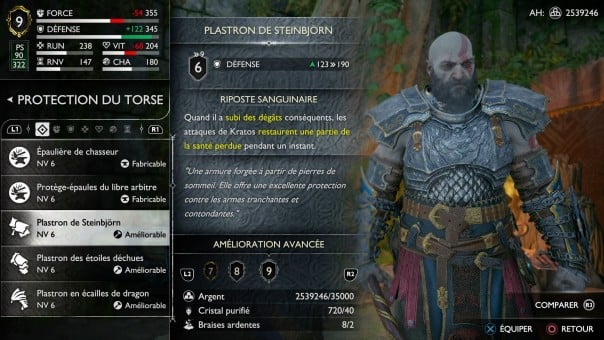 9
FORCE -54 355
DÉFENSE +122 345
PS 90 322
RUN 238 VIT -68 204
RNV 147 CHA 180
AH: 2539246
PROTECTION DU TORSE
L1 R1
Épaulière de chasseur
NV 6 Fabricable
Protège-épaules du libre arbitre
NV 6 Fabricable
Plastron de Steinbjörn
NV 6 Améliorable
Plastron des étoiles déchues
NV 6 Améliorable
Plastron en écailles de dragon
NV 6 Améliorable
PLASTRON DE STEINBJORN
» 9
6
DÉFENSE 123 » 190
RIPOSTE SANGUINAIRE
Quand il a subi des dégâts conséquents, les
attaques de Kratos restaurent une partie de
la santé perdue pendant un instant.
"Une armure forgée à partir de pierres de
sommeil. Elle offre une excellente protection
contre les armes tranchantes et
contondantes."
AMÉLIORATION AVANCÉE
L2 7 8 9 R2
Argent 2539246/35000
Cristal purifié 720/40
Braises ardentes 8/2
COMPARER R3
ÉQUIPER RETOUR